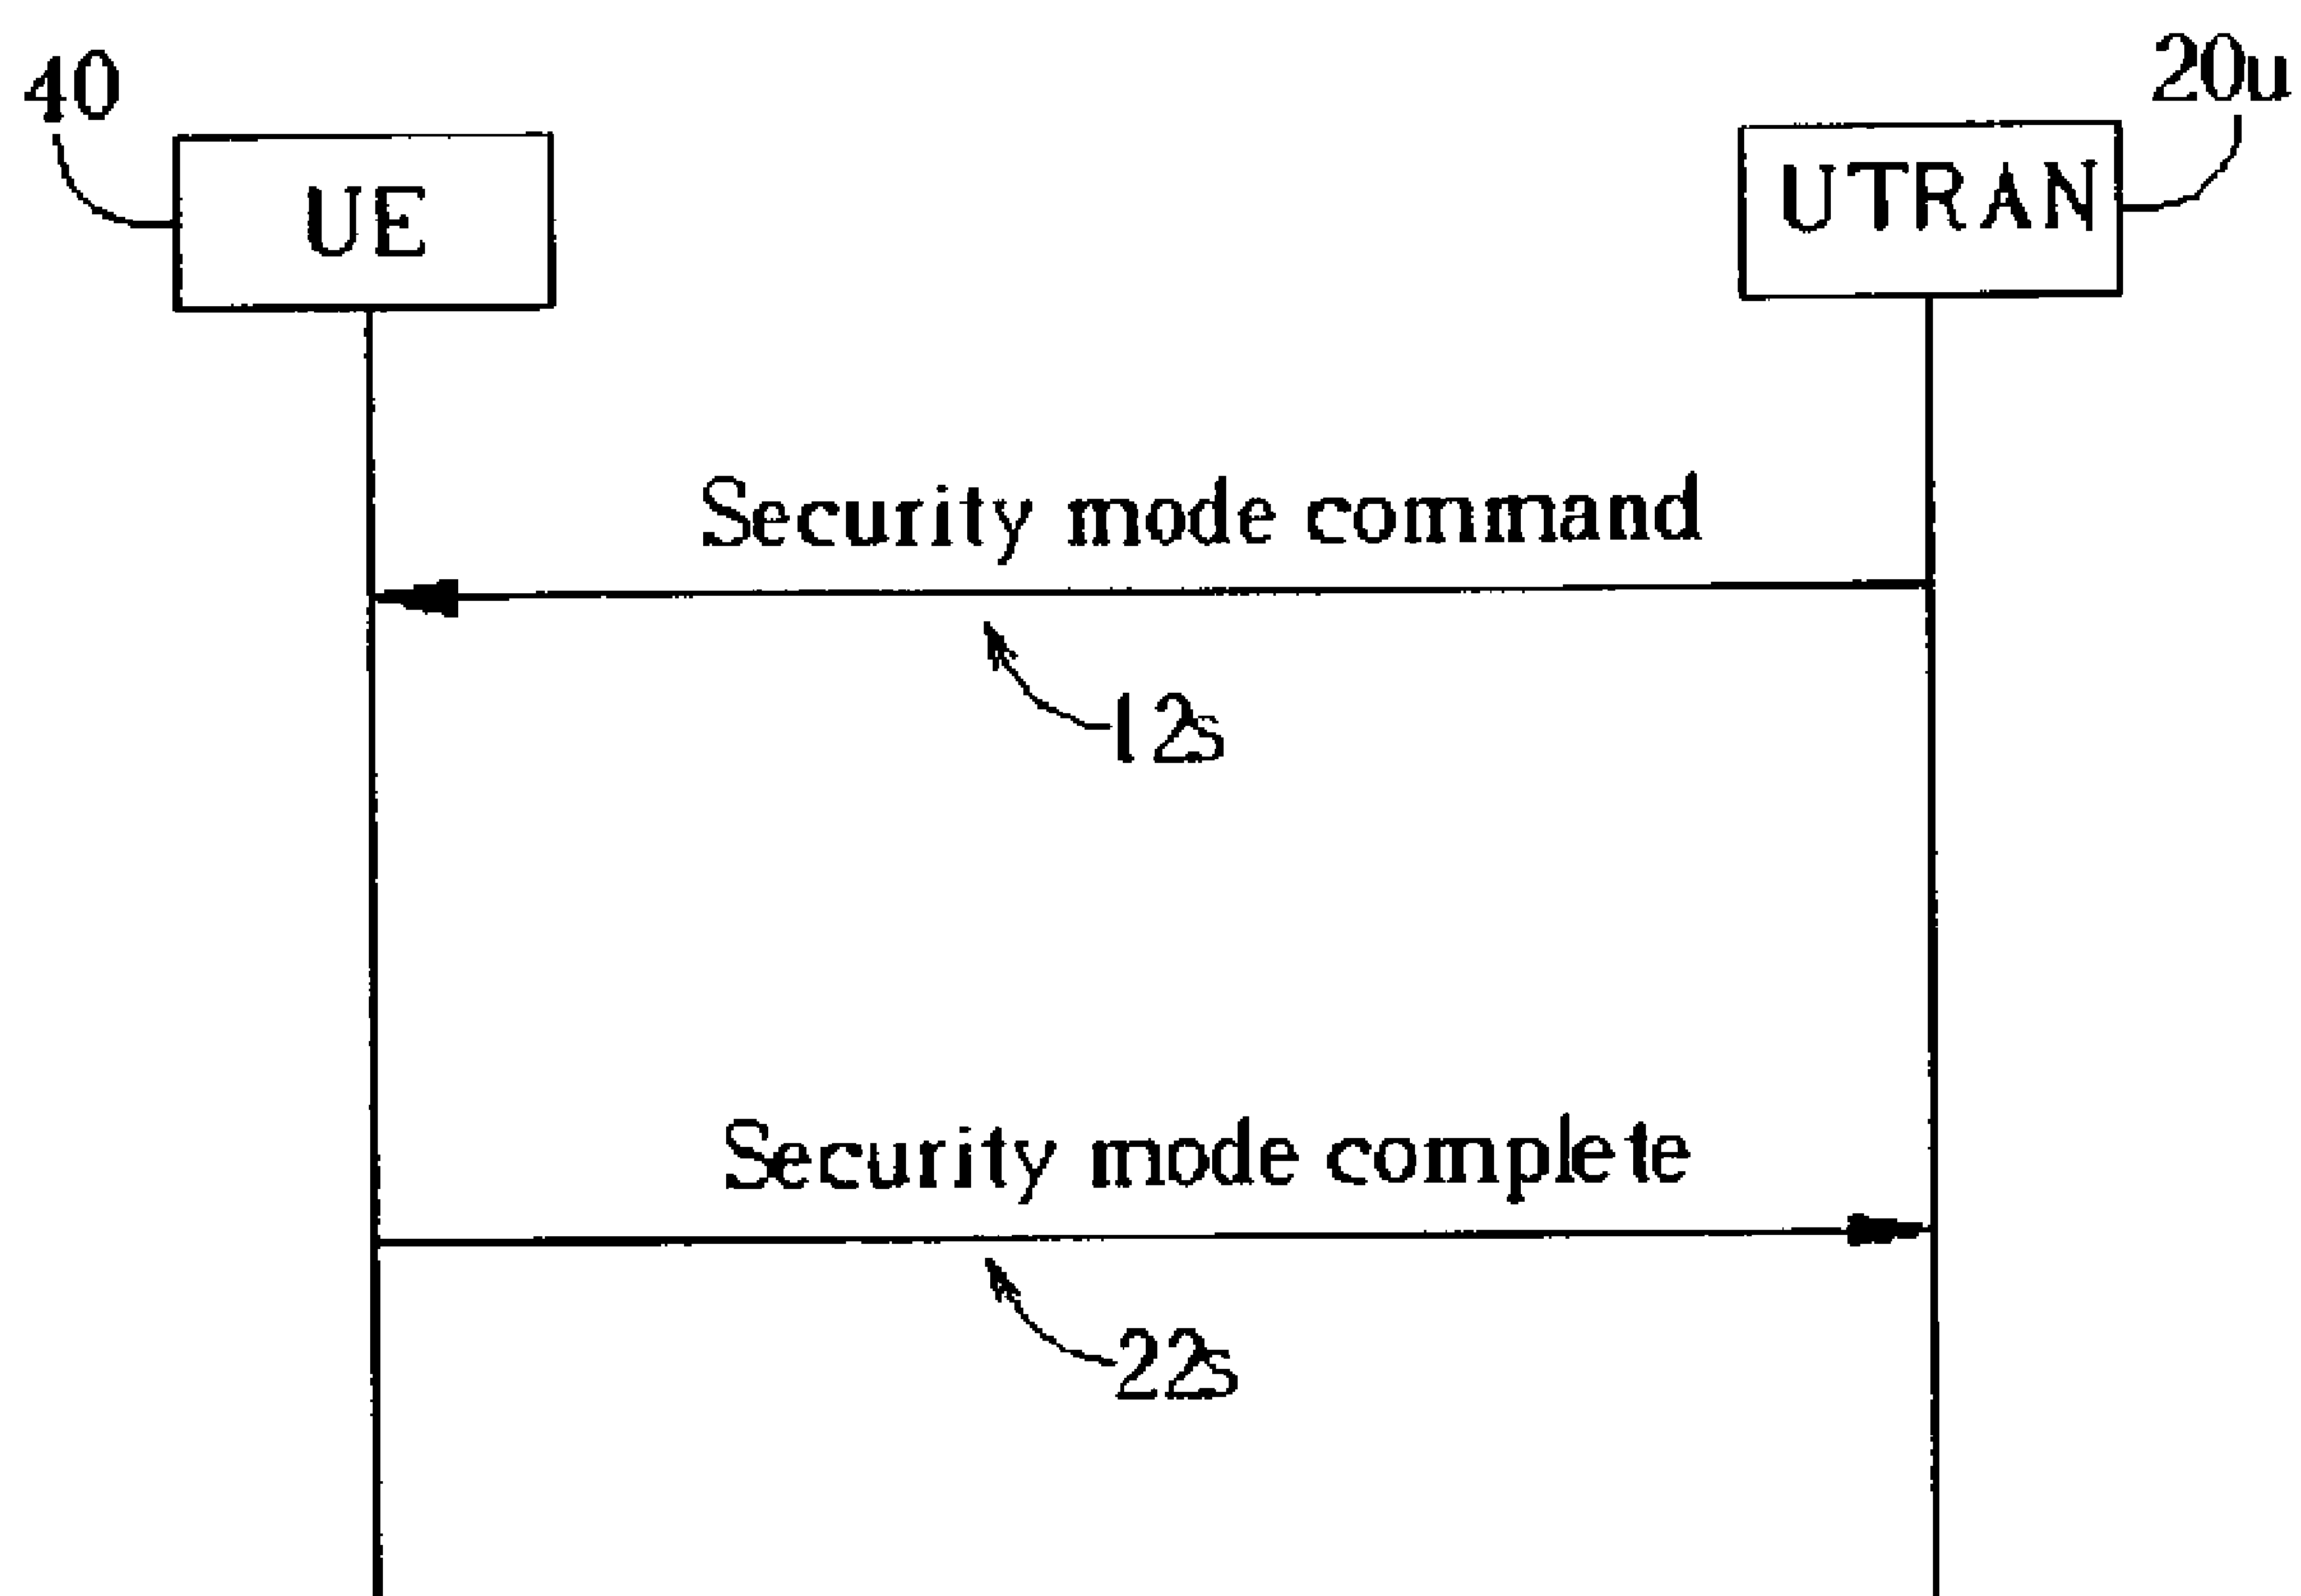 40
20u
UE
UTRAN
Security mode command
12s
Security mode complete
22s